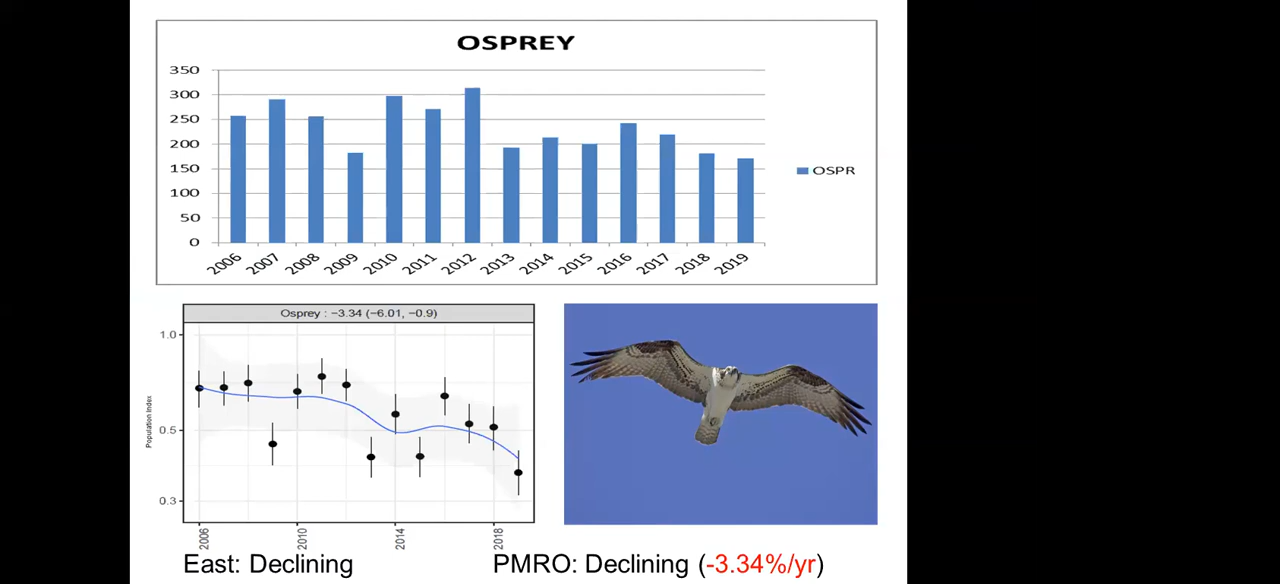 OSPREY
350
300
250
200
150
100
50
0
2006 2007 2008 2009 2010 2011 2012 2013 2014 2015 2016 2017 2018 2019
OSPR
Osprey : −3.34 (−6.01, −0.9)
Population Index
1.0
0.5
0.3
2006 2010 2014 2018
East: Declining
PMRO: Declining (-3.34%/yr)